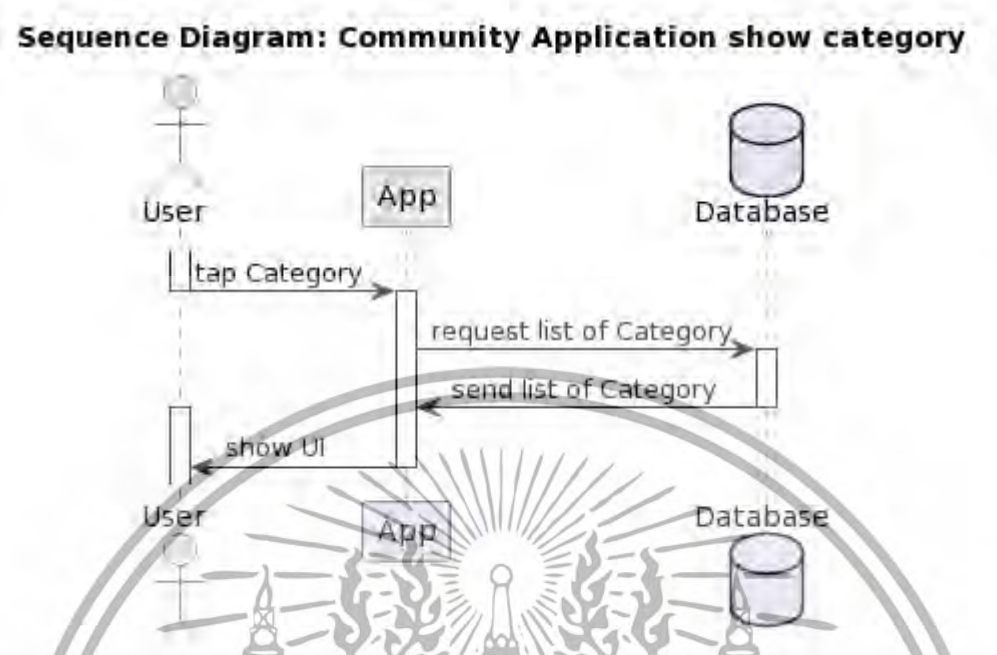 Sequence Diagram: Community Application show category
User
App
Database
tap Category
request list of Category
send list of Category
show UI
User
App
Database